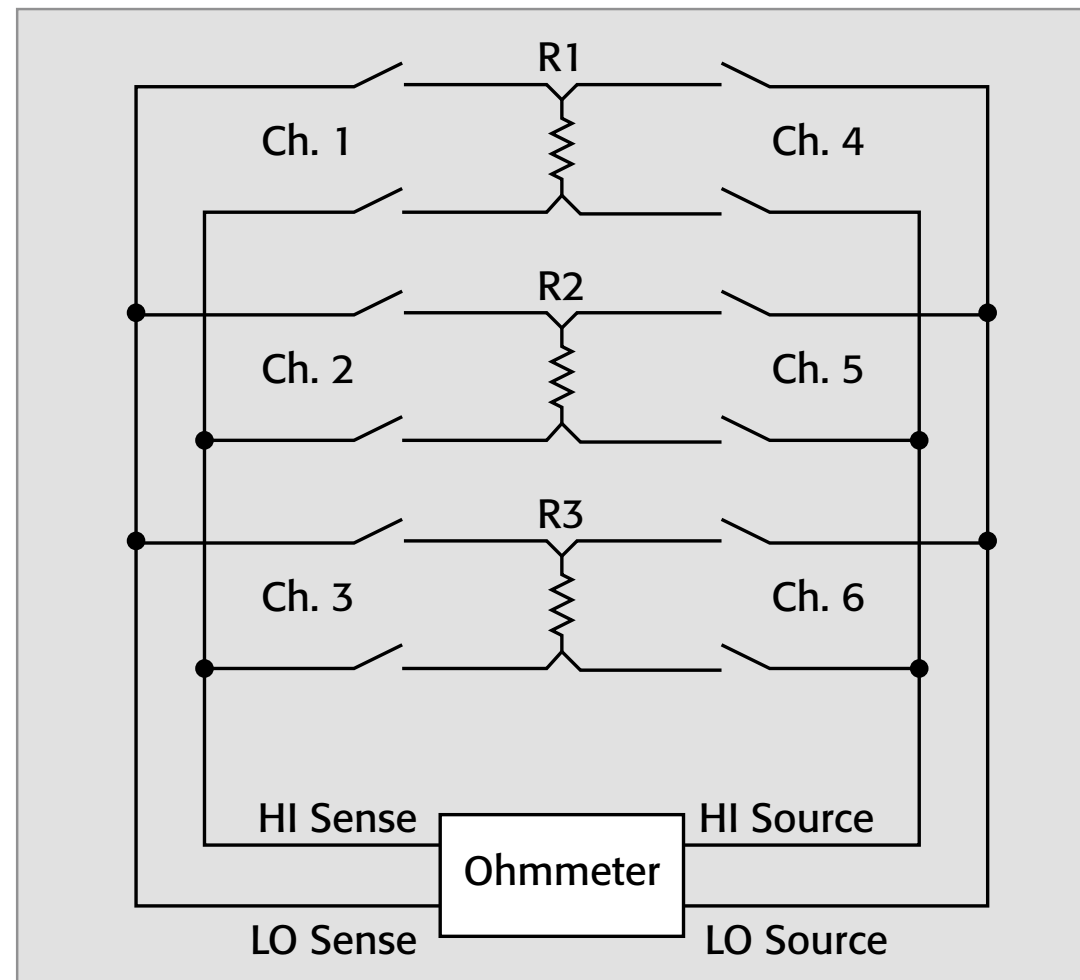 R1
Ch. 1
Ch. 4
R2
Ch. 2
Ch. 5
R3
Ch. 3
Ch. 6
HI Sense
HI Source
Ohmmeter
LO Sense
LO Source